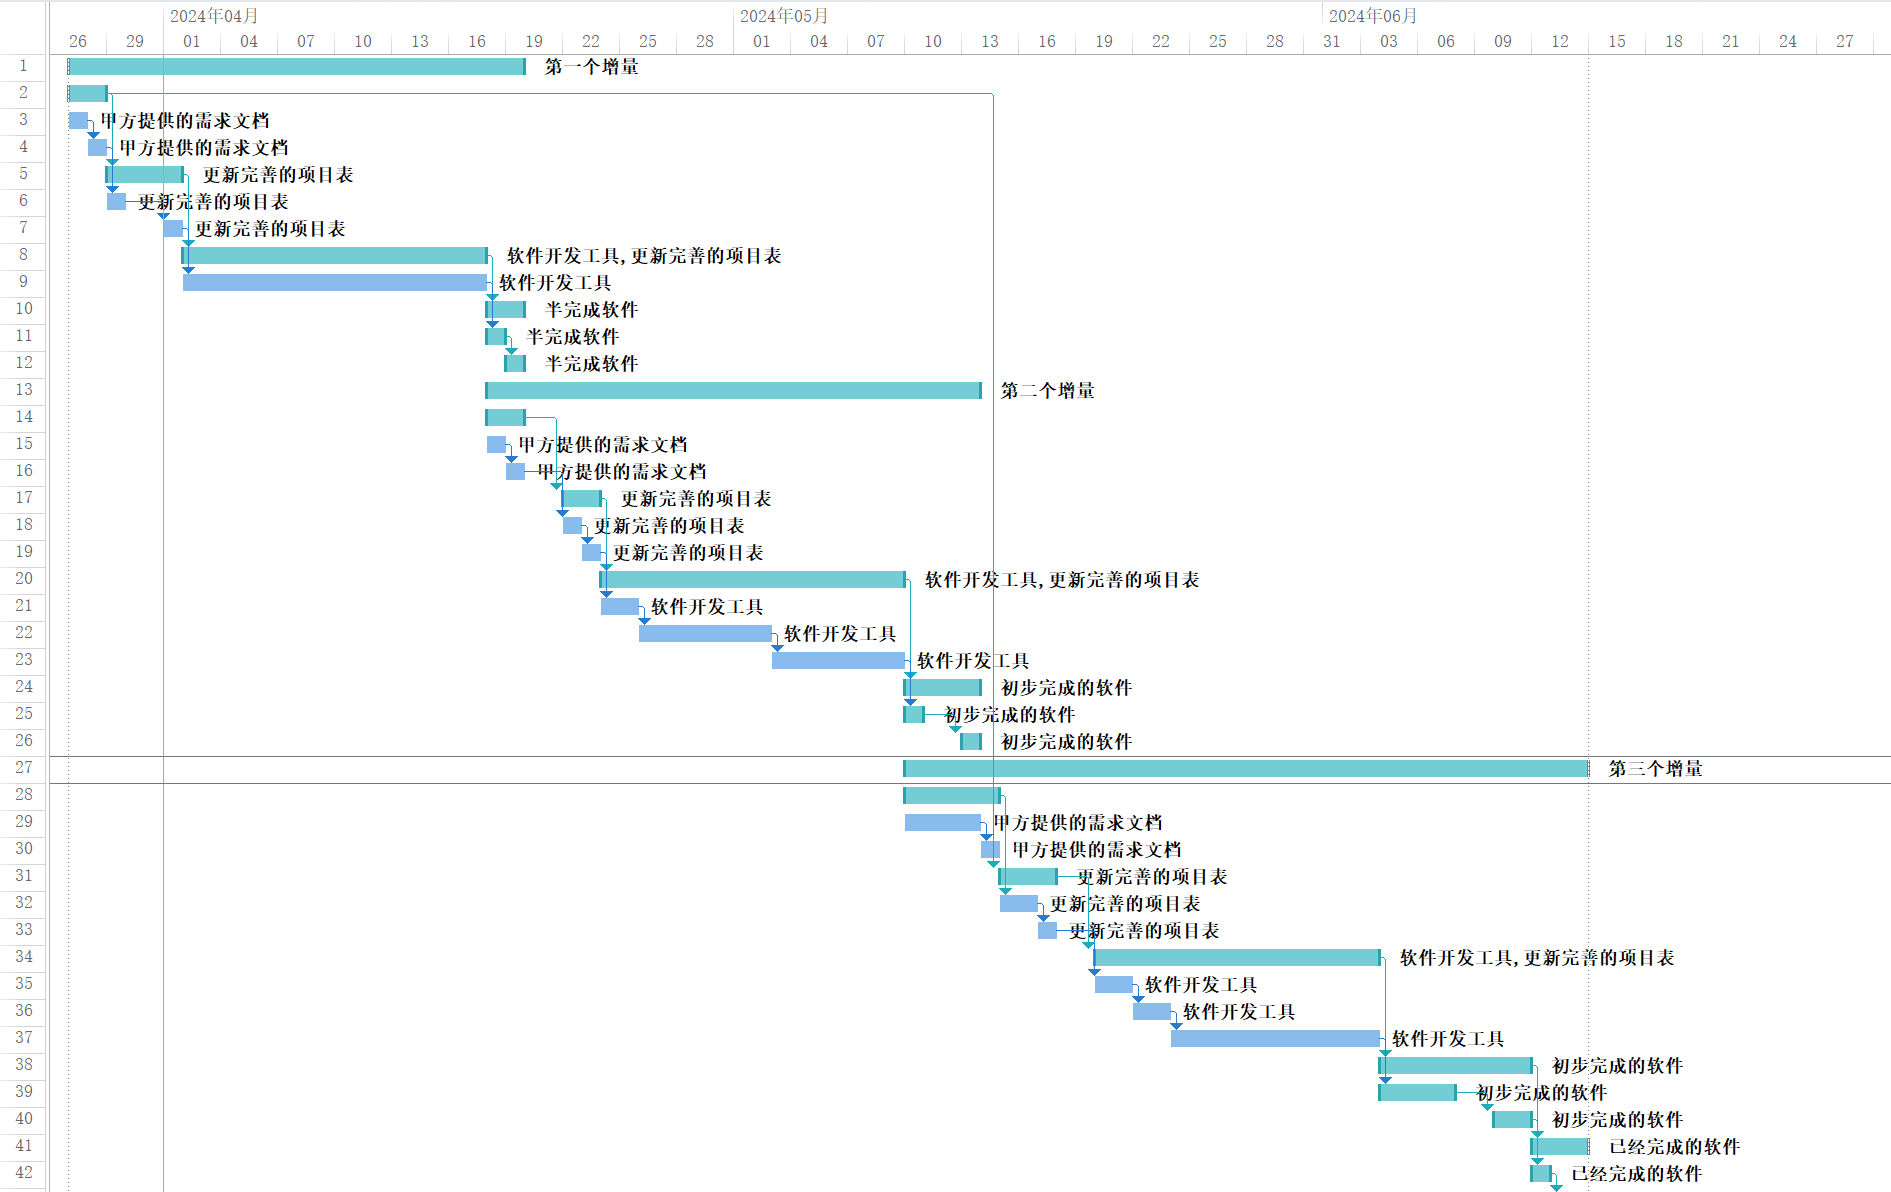 2024年04月 2024年05月 2024年06月
26 29 01 04 07 10 13 16 19 22 25 28 01 04 07 10 13 16 19 22 25 28 31 03 06 09 12 15 18 21 24 27
1 第一个增量
2
3 甲方提供的需求文档
4 甲方提供的需求文档
5 更新完善的项目表
6 更新完善的项目表
7 更新完善的项目表
8 软件开发工具,更新完善的项目表
9 软件开发工具
10 半完成软件
11 半完成软件
12 半完成软件
13 第二个增量
14
15 甲方提供的需求文档
16 甲方提供的需求文档
17 更新完善的项目表
18 更新完善的项目表
19 更新完善的项目表
20 软件开发工具,更新完善的项目表
21 软件开发工具
22 软件开发工具
23 软件开发工具
24 初步完成的软件
25 初步完成的软件
26 初步完成的软件
27 第三个增量
28
29 甲方提供的需求文档
30 甲方提供的需求文档
31 更新完善的项目表
32 更新完善的项目表
33 更新完善的项目表
34 软件开发工具,更新完善的项目表
35 软件开发工具
36 软件开发工具
37 软件开发工具
38 初步完成的软件
39 初步完成的软件
40 初步完成的软件
41 已经完成的软件
42 已经完成的软件